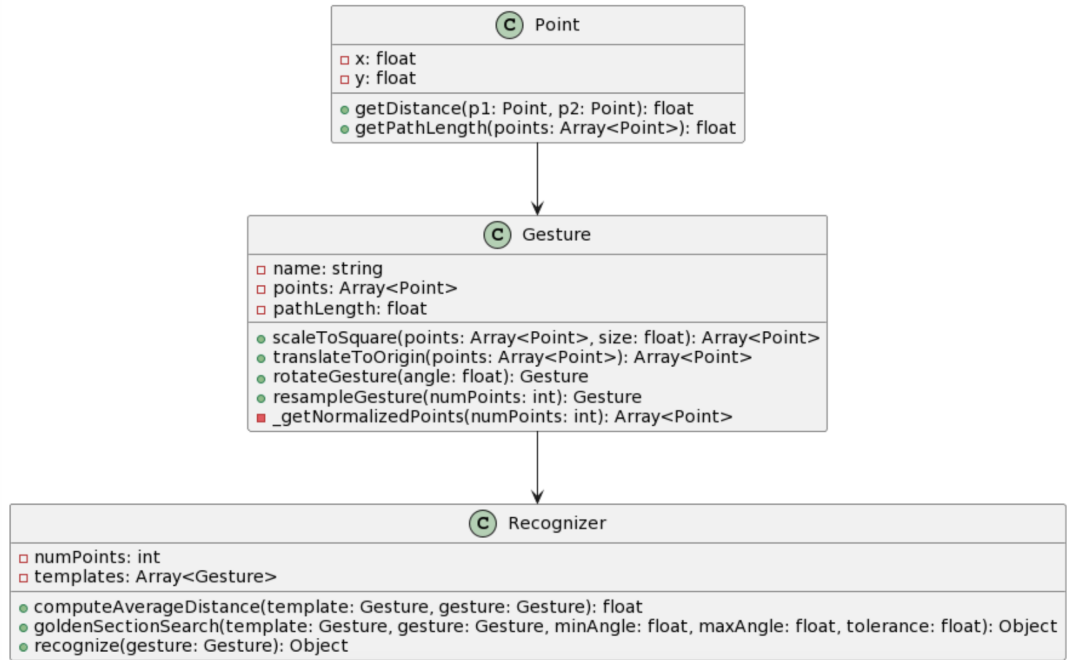 C Point
x: float
y: float
getDistance(p1: Point, p2: Point): float
getPathLength(points: Array<Point>): float
C Gesture
name: string
points: Array<Point>
pathLength: float
scaleToSquare(points: Array<Point>, size: float): Array<Point>
translateToOrigin(points: Array<Point>): Array<Point>
rotateGesture(angle: float): Gesture
resampleGesture(numPoints: int): Gesture
_getNormalizedPoints(numPoints: int): Array<Point>
C Recognizer
numPoints: int
templates: Array<Gesture>
computeAverageDistance(template: Gesture, gesture: Gesture): float
goldenSectionSearch(template: Gesture, gesture: Gesture, minAngle: float, maxAngle: float, tolerance: float): Object
recognize(gesture: Gesture): Object